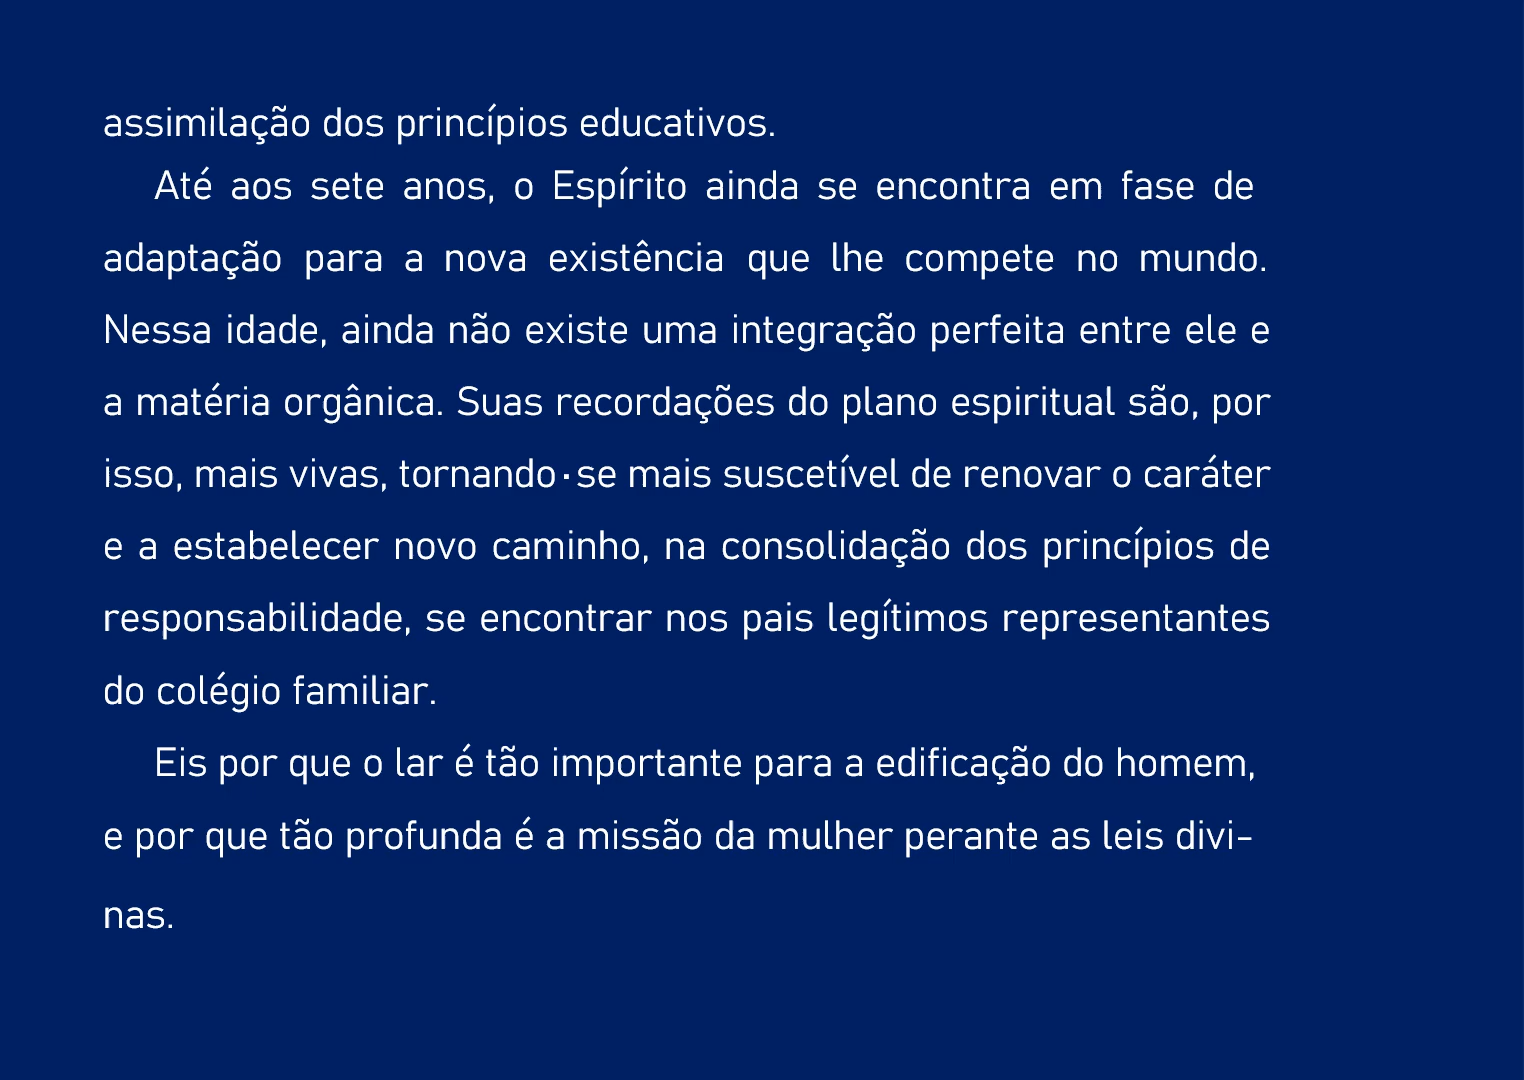 assimilação dos princípios educativos.
Até aos sete anos, o Espírito ainda se encontra em fase de
adaptação para a nova existência que lhe compete no mundo.
Nessa idade, ainda não existe uma integração perfeita entre ele e
a matéria orgânica. Suas recordações do plano espiritual são, por
isso, mais vivas, tornando·se mais suscetível de renovar o caráter
e a estabelecer novo caminho, na consolidação dos princípios de
responsabilidade, se encontrar nos pais legítimos representantes
do colégio familiar.
Eis por que o lar é tão importante para a edificação do homem,
e por que tão profunda é a missão da mulher perante as leis divi-
nas.